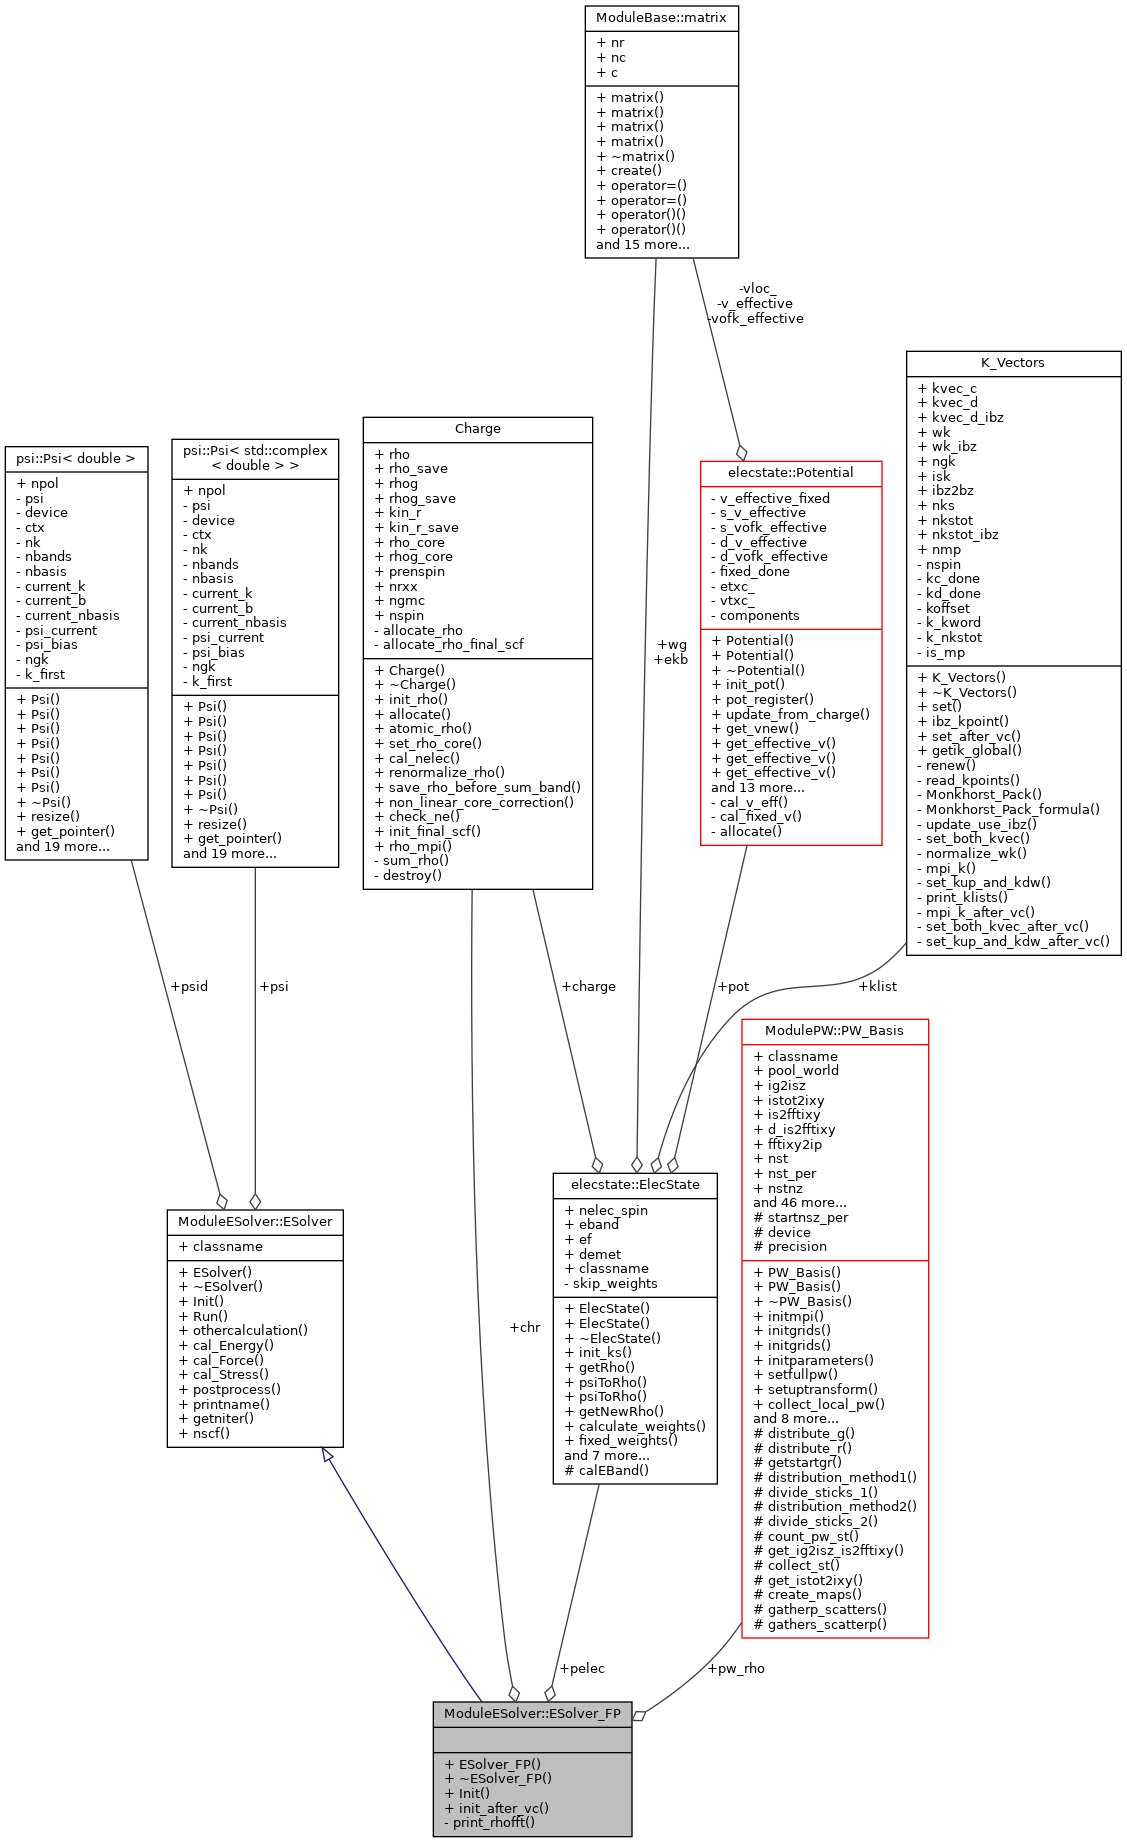 ModuleBase::matrix
+ nr
+ nc
+ c
+ matrix()
+ matrix()
+ matrix()
+ matrix()
+ ~matrix()
+ create()
+ operator=()
+ operator=()
+ operator()()
+ operator()()
and 15 more...
-vloc_
-v_effective
-vofk_effective
K_Vectors
+ kvec_c
+ kvec_d
+ kvec_d_ibz
+ wk
+ wk_ibz
+ ngk
+ isk
+ ibz2bz
+ nks
+ nkstot
+ nkstot_ibz
+ nmp
- nspin
- kc_done
- kd_done
- koffset
- k_kword
- k_nkstot
- is_mp
+ K_Vectors()
+ ~K_Vectors()
+ set()
+ ibz_kpoint()
+ set_after_vc()
+ getik_global()
- renew()
- read_kpoints()
- Monkhorst_Pack()
- Monkhorst_Pack_formula()
- update_use_ibz()
- set_both_kvec()
- normalize_wk()
- mpi_k()
- set_kup_and_kdw()
- print_klists()
- mpi_k_after_vc()
- set_both_kvec_after_vc()
- set_kup_and_kdw_after_vc()
psi::Psi< double >
+ npol
- psi
- device
- ctx
- nk
- nbands
- nbasis
- current_k
- current_b
- current_nbasis
- psi_current
- psi_bias
- ngk
- k_first
+ Psi()
+ Psi()
+ Psi()
+ Psi()
+ Psi()
+ Psi()
+ Psi()
+ ~Psi()
+ resize()
+ get_pointer()
and 19 more...
psi::Psi< std::complex
< double > >
+ npol
- psi
- device
- ctx
- nk
- nbands
- nbasis
- current_k
- current_b
- current_nbasis
- psi_current
- psi_bias
- ngk
- k_first
+ Psi()
+ Psi()
+ Psi()
+ Psi()
+ Psi()
+ Psi()
+ Psi()
+ ~Psi()
+ resize()
+ get_pointer()
and 19 more...
Charge
+ rho
+ rho_save
+ rhog
+ rhog_save
+ kin_r
+ kin_r_save
+ rho_core
+ rhog_core
+ prenspin
+ nrxx
+ ngmc
+ nspin
- allocate_rho
- allocate_rho_final_scf
+ Charge()
+ ~Charge()
+ init_rho()
+ allocate()
+ atomic_rho()
+ set_rho_core()
+ cal_nelec()
+ renormalize_rho()
+ save_rho_before_sum_band()
+ non_linear_core_correction()
+ check_ne()
+ init_final_scf()
+ rho_mpi()
- sum_rho()
- destroy()
+wg
+ekb
elecstate::Potential
- v_effective_fixed
- s_v_effective
- s_vofk_effective
- d_v_effective
- d_vofk_effective
- fixed_done
- etxc_
- vtxc_
- components
+ Potential()
+ Potential()
+ ~Potential()
+ init_pot()
+ pot_register()
+ update_from_charge()
+ get_vnew()
+ get_effective_v()
+ get_effective_v()
+ get_effective_v()
and 13 more...
- cal_v_eff()
- cal_fixed_v()
- allocate()
+psid
+psi
+charge
+pot
+klist
ModulePW::PW_Basis
+ classname
+ pool_world
+ ig2isz
+ istot2ixy
+ is2fftixy
+ d_is2fftixy
+ fftixy2ip
+ nst
+ nst_per
+ nstnz
and 46 more...
# startnsz_per
# device
# precision
+ PW_Basis()
+ PW_Basis()
+ ~PW_Basis()
+ initmpi()
+ initgrids()
+ initgrids()
+ initparameters()
+ setfullpw()
+ setuptransform()
+ collect_local_pw()
and 8 more...
# distribute_g()
# distribute_r()
# getstartgr()
# distribution_method1()
# divide_sticks_1()
# distribution_method2()
# divide_sticks_2()
# count_pw_st()
# get_ig2isz_is2fftixy()
# collect_st()
# get_istot2ixy()
# create_maps()
# gatherp_scatters()
# gathers_scatterp()
ModuleESolver::ESolver
+ classname
+ ESolver()
+ ~ESolver()
+ Init()
+ Run()
+ othercalculation()
+ cal_Energy()
+ cal_Force()
+ cal_Stress()
+ postprocess()
+ printname()
+ getniter()
+ nscf()
+chr
elecstate::ElecState
+ nelec_spin
+ eband
+ ef
+ demet
+ classname
- skip_weights
+ ElecState()
+ ElecState()
+ ~ElecState()
+ init_ks()
+ getRho()
+ psiToRho()
+ psiToRho()
+ getNewRho()
+ calculate_weights()
+ fixed_weights()
and 7 more...
# calEBand()
+pelec
+pw_rho
ModuleESolver::ESolver_FP
+ ESolver_FP()
+ ~ESolver_FP()
+ Init()
+ init_after_vc()
- print_rhofft()